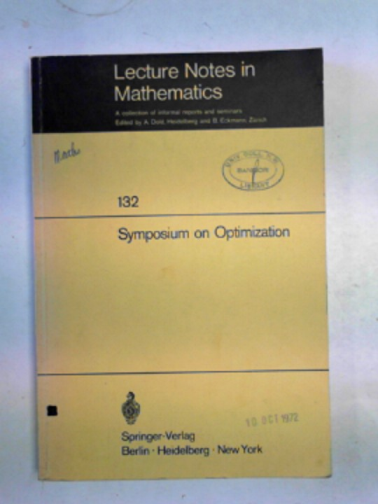 Lecture Notes in
Mathematics
A collection of informal reports and seminars
Edited by A. Dold, Heidelberg and B. Eckmann, Zürich
LIBRARY
132
Symposium on Optimization
10 OCT 1972
Springer-Verlag
Berlin · Heidelberg · New York